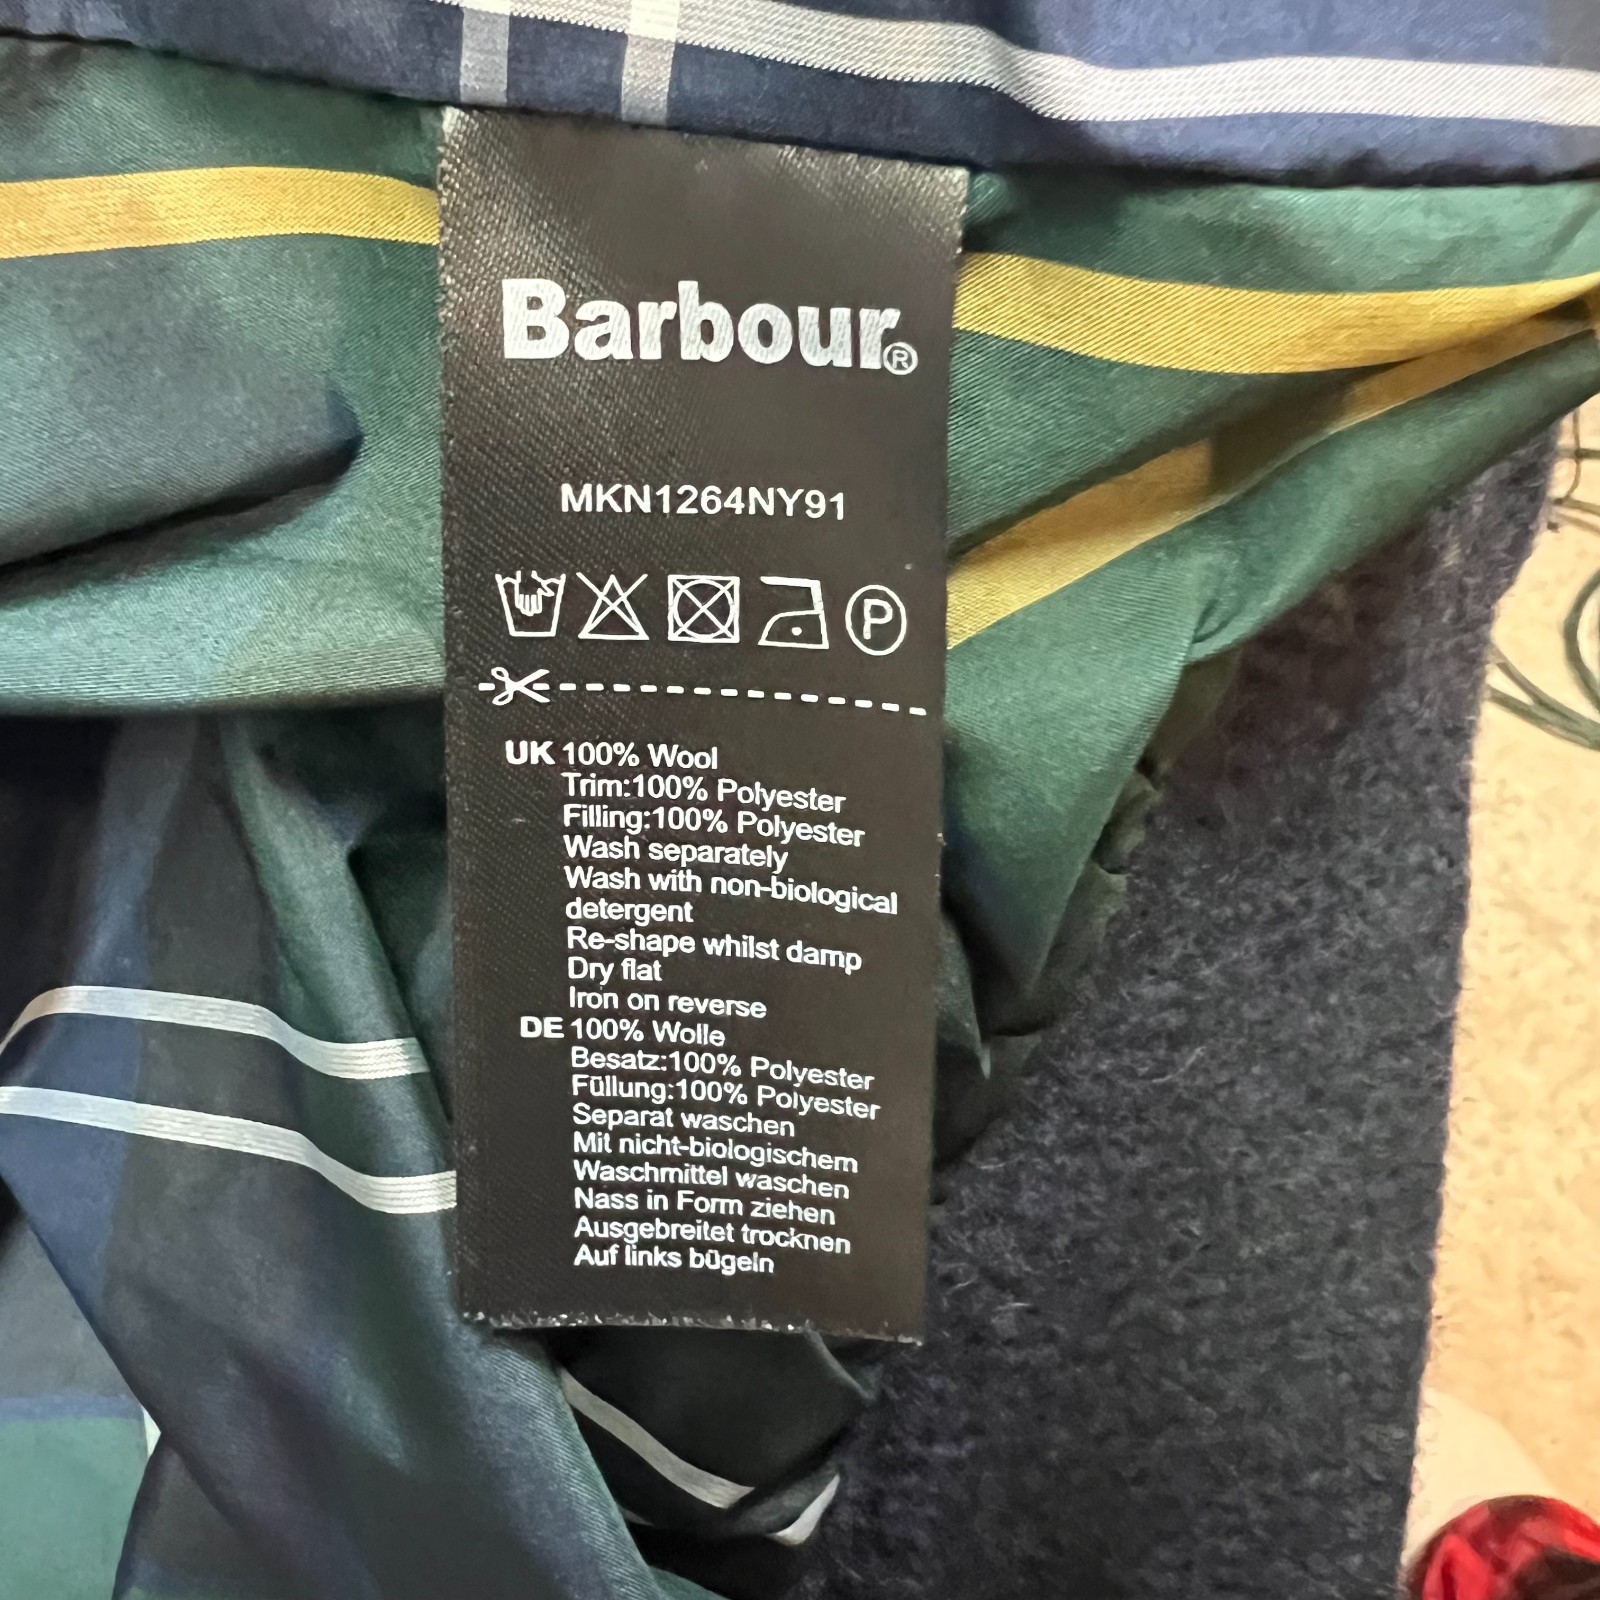 Barbour®
MKN1264NY91
P
UK 100% Wool
Trim:100% Polyester
Filling:100% Polyester
Wash separately
Wash with non-biological
detergent
Re-shape whilst damp
Dry flat
Iron on reverse
DE 100% Wolle
Besatz:100% Polyester
Füllung:100% Polyester
Separat waschen
Mit nicht-biologischem
Waschmittel waschen
Nass in Form ziehen
Ausgebreitet trocknen
Auf links bügeln